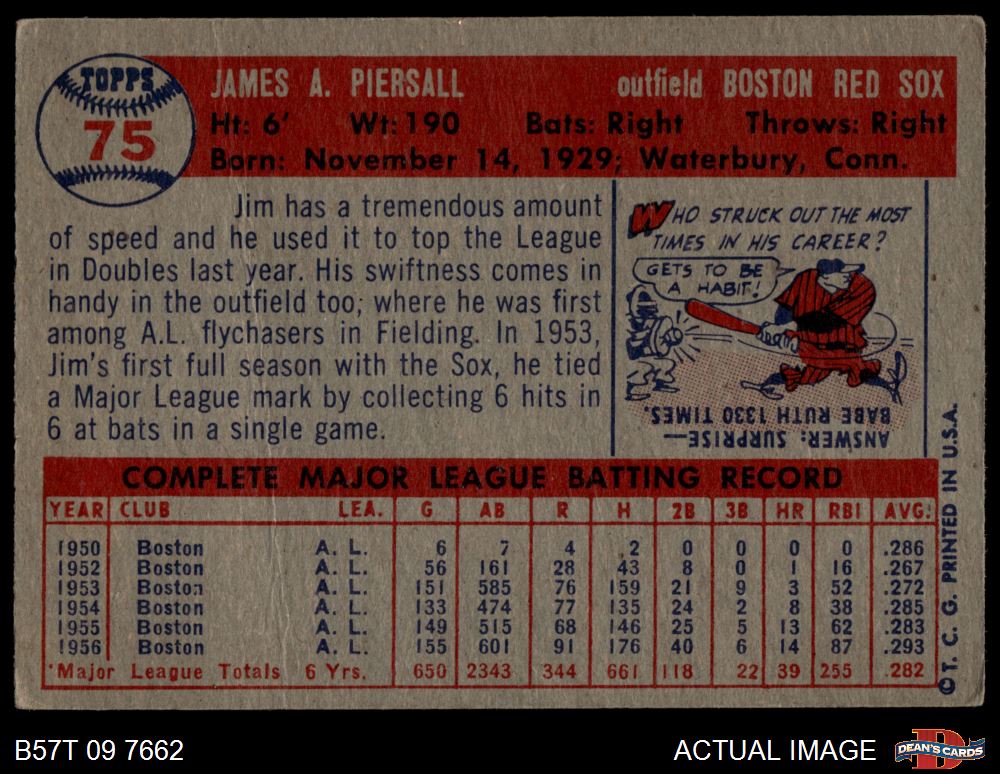 TOPPS
75
JAMES A. PIERSALL outfield BOSTON RED SOX
Ht: 6' Wt: 190 Bats: Right Throws: Right
Born: November 14, 1929; Waterbury, Conn.
Jim has a tremendous amount
of speed and he used it to top the League
in Doubles last year. His swiftness comes in
handy in the outfield too; where he was first
among A.L. flychasers in Fielding. In 1953,
Jim's first full season with the Sox, he tied
a Major League mark by collecting 6 hits in
6 at bats in a single game.
WHO STRUCK OUT THE MOST
TIMES IN HIS CAREER?
GETS TO BE
A HABIT!
ANSWER: SURPRISE—
BABE RUTH 1330 TIMES.
COMPLETE MAJOR LEAGUE BATTING RECORD
YEAR CLUB LEA. G AB R H 2B 3B HR RBI AVG.
1950 Boston A. L. 6 7 4 2 0 0 0 0 .286
1952 Boston A. L. 56 161 28 43 8 0 1 16 .267
1953 Boston A. L. 151 585 76 159 21 9 3 52 .272
1954 Boston A. L. 133 474 77 135 24 2 8 38 .285
1955 Boston A. L. 149 515 68 146 25 5 13 62 .283
1956 Boston A. L. 155 601 91 176 40 6 14 87 .293
Major League Totals 6 Yrs. 650 2343 344 661 118 22 39 255 .282
© T. C. G. PRINTED IN U.S.A.
B57T 09 7662 ACTUAL IMAGE
DEAN'S CARDS